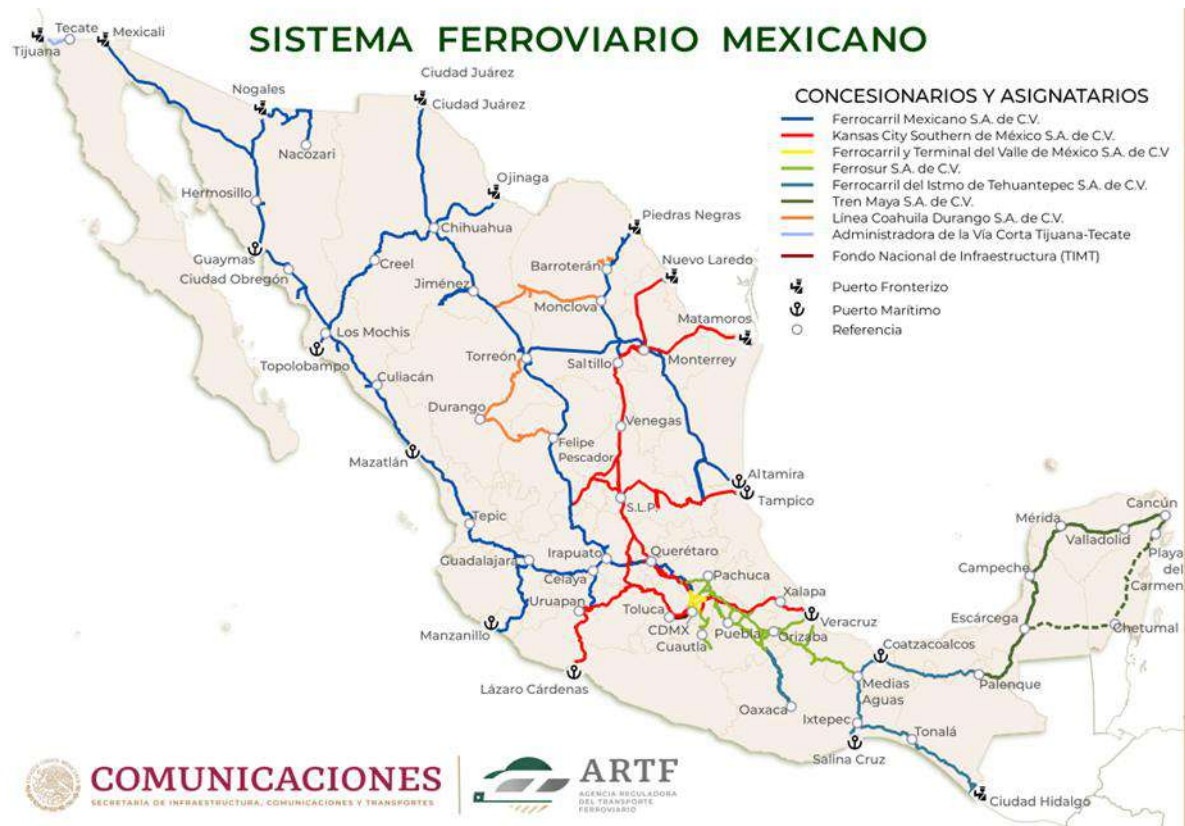 SISTEMA FERROVIARIO MEXICANO
Tecate
Mexicali
Tijuana
Ciudad Juárez
Ciudad Juárez
Nogales
Nacozari
Ojinaga
Hermosillo
Chihuahua
Piedras Negras
Guaymas
Creel
Barroterán
Nuevo Laredo
Ciudad Obregón
Jiménez
Monclova
Matamoros
Los Mochis
Topolobampo
Torreón
Saltillo
Monterrey
Culiacán
Durango
Venegas
Felipe
Pescador
Mazatlán
Altamira
Tampico
S.L.P.
Tepic
Guadalajara
Irapuato
Querétaro
Celaya
Pachuca
Uruapan
Toluca
Xalapa
Manzanillo
CDMX
Puebla
Orizaba
Veracruz
Cuautla
Lázaro Cárdenas
Coatzacoalcos
Medias
Aguas
Palenque
Oaxaca
Ixtepec
Tonalá
Salina Cruz
Ciudad Hidalgo
Mérida
Cancún
Valladolid
Playa
del
Carmen
Campeche
Escárcega
Chetumal
CONCESIONARIOS Y ASIGNATARIOS
Ferrocarril Mexicano S.A. de C.V.
Kansas City Southern de México S.A. de C.V.
Ferrocarril y Terminal del Valle de México S.A. de C.V
Ferrosur S.A. de C.V.
Ferrocarril del Istmo de Tehuantepec S.A. de C.V.
Tren Maya S.A. de C.V.
Línea Coahuila Durango S.A. de C.V.
Administradora de la Vía Corta Tijuana-Tecate
Fondo Nacional de Infraestructura (TIMT)
Puerto Fronterizo
Puerto Marítimo
Referencia
COMUNICACIONES
SECRETARÍA DE INFRAESTRUCTURA, COMUNICACIONES Y TRANSPORTES
ARTF
AGENCIA REGULADORA
DEL TRANSPORTE
FERROVIARIO